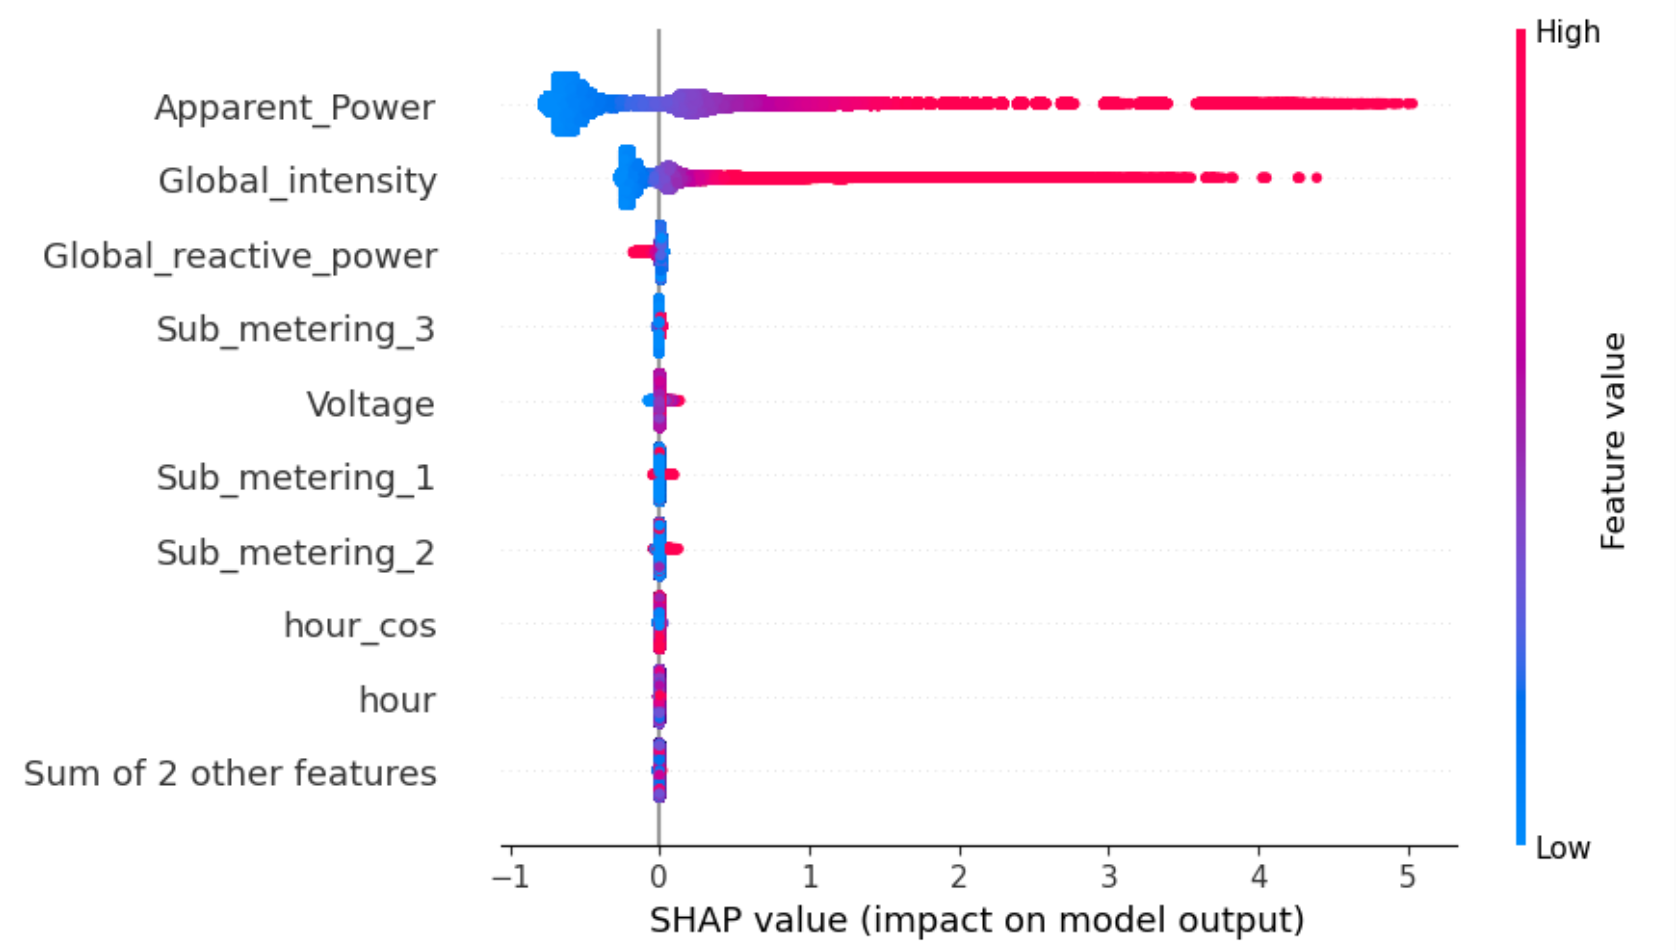 High
Apparent_Power
Global_intensity
Global_reactive_power
Sub_metering_3
Voltage
Sub_metering_1
Sub_metering_2
hour_cos
hour
Sum of 2 other features
Feature value
Low
−1 0 1 2 3 4 5
SHAP value (impact on model output)